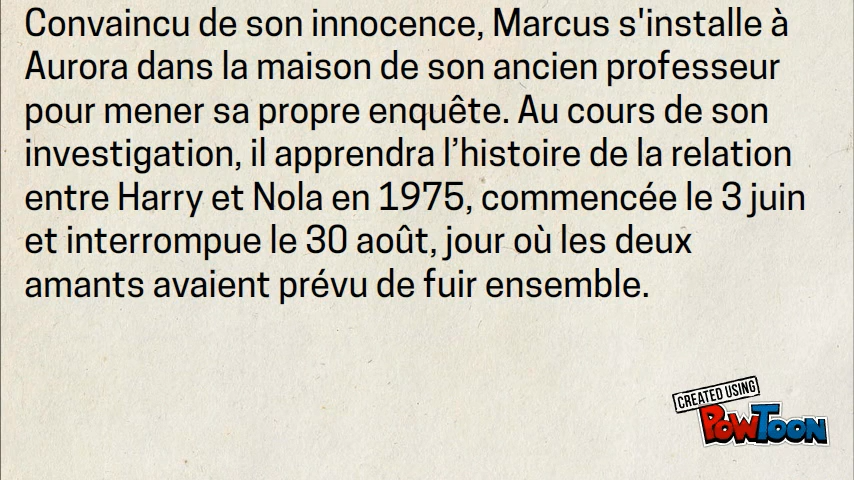 Convaincu de son innocence, Marcus s'installe à
Aurora dans la maison de son ancien professeur
pour mener sa propre enquête. Au cours de son
investigation, il apprendra l’histoire de la relation
entre Harry et Nola en 1975, commencée le 3 juin
et interrompue le 30 août, jour où les deux
amants avaient prévu de fuir ensemble.
CREATED USING
POWTOON